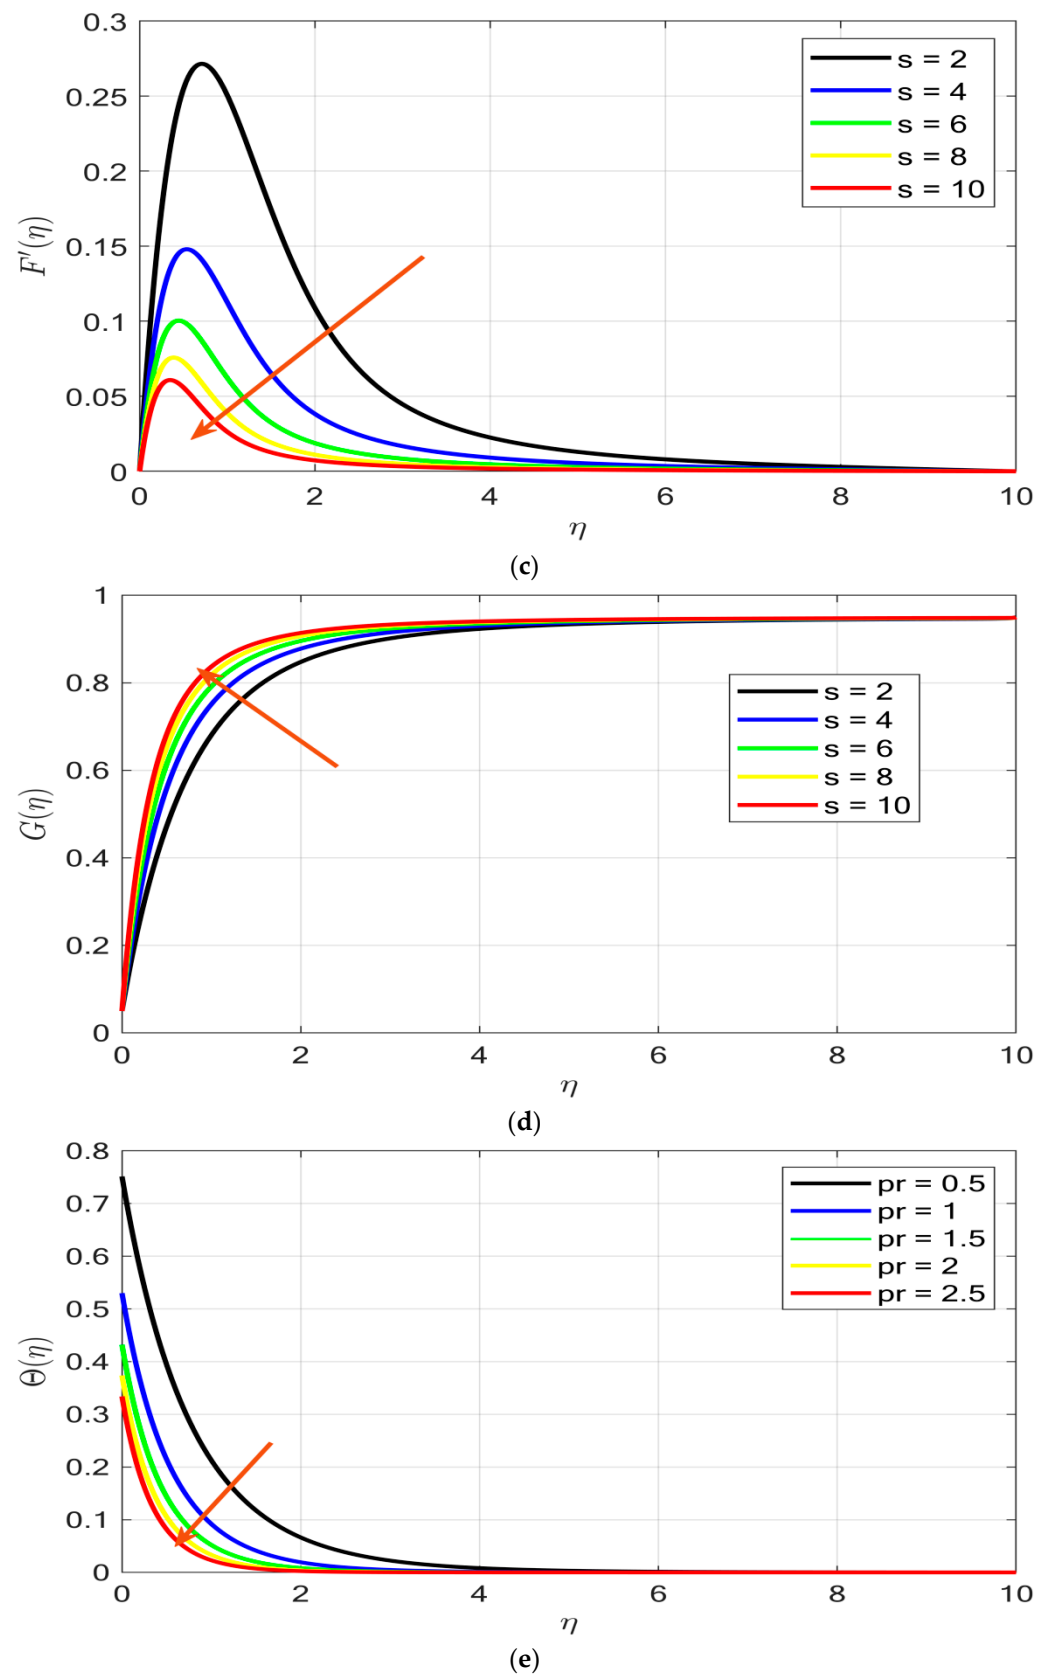 0.3
0.25
0.2
0.15
0.1
0.05
0
F′(η)
s = 2
s = 4
s = 6
s = 8
s = 10
0 2 4 6 8 10
η
(c)
1
0.8
0.6
0.4
0.2
0
G(η)
s = 2
s = 4
s = 6
s = 8
s = 10
0 2 4 6 8 10
η
(d)
0.8
0.7
0.6
0.5
0.4
0.3
0.2
0.1
0
Θ(η)
pr = 0.5
pr = 1
pr = 1.5
pr = 2
pr = 2.5
0 2 4 6 8 10
η
(e)